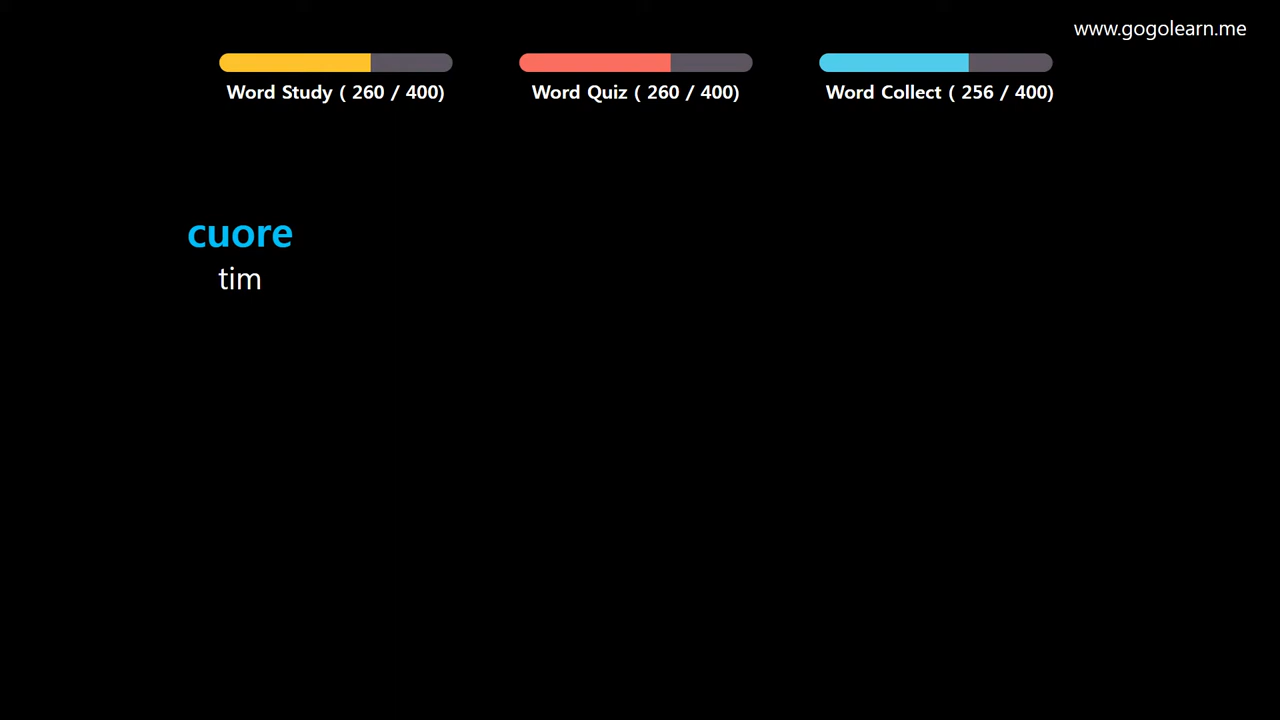 www.gogolearn.me
Word Study ( 260 / 400)
Word Quiz ( 260 / 400)
Word Collect ( 256 / 400)
cuore
tim